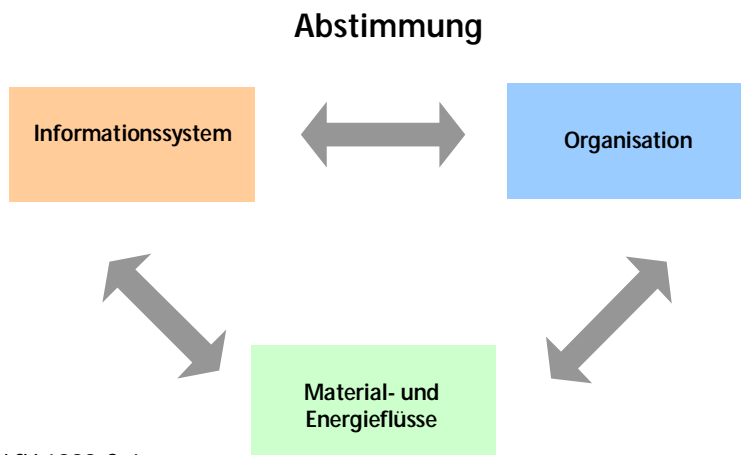 Abstimmung
Informationssystem
Organisation
Material- und
Energieflüsse